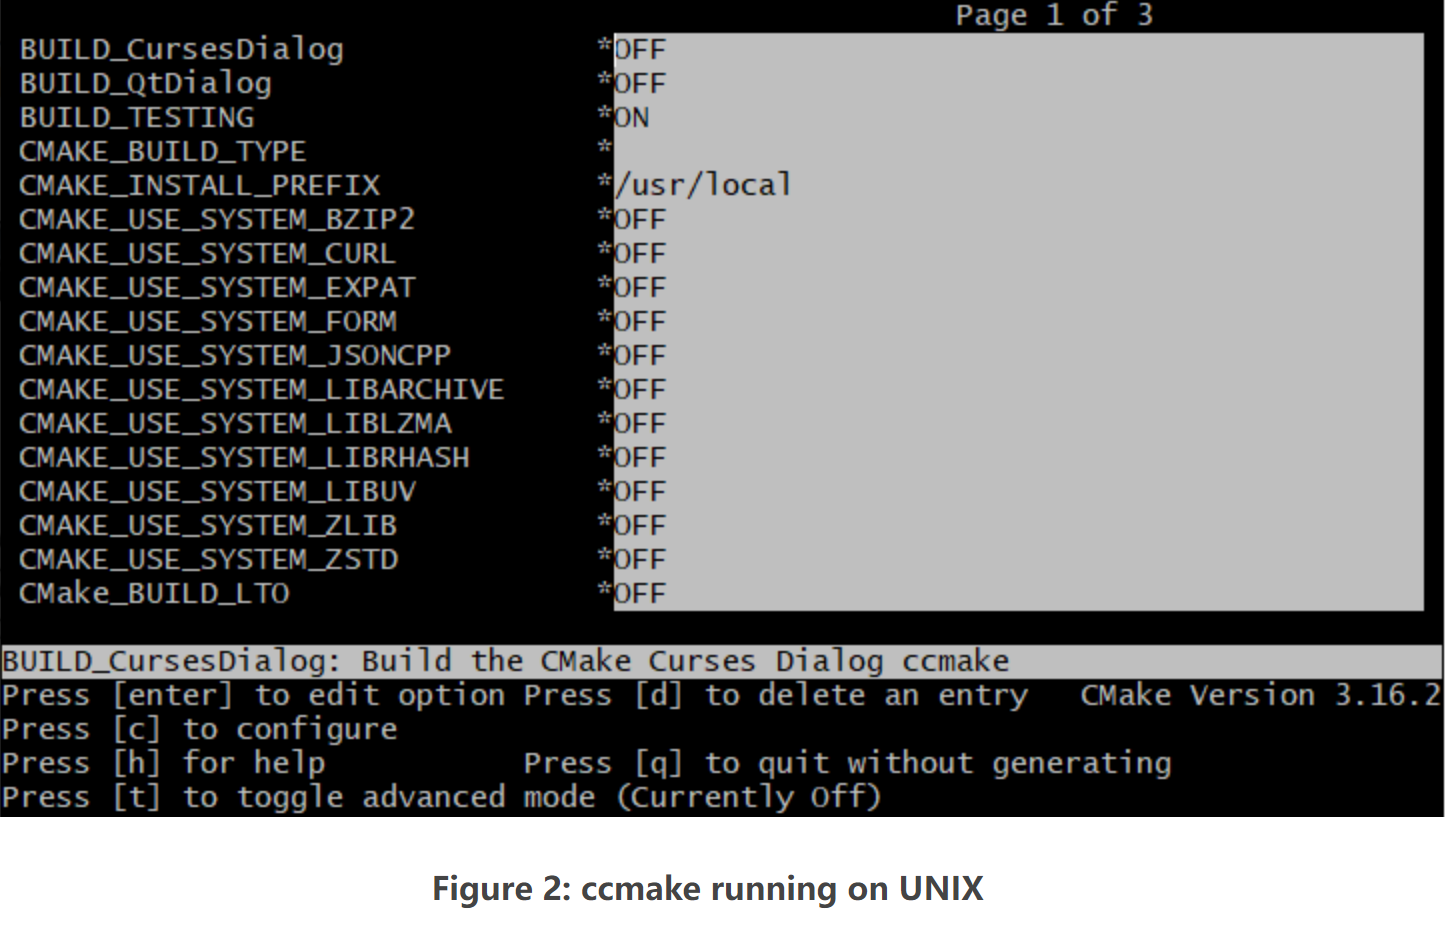 Page 1 of 3
BUILD_CursesDialog *OFF
BUILD_QtDialog *OFF
BUILD_TESTING *ON
CMAKE_BUILD_TYPE *
CMAKE_INSTALL_PREFIX */usr/local
CMAKE_USE_SYSTEM_BZIP2 *OFF
CMAKE_USE_SYSTEM_CURL *OFF
CMAKE_USE_SYSTEM_EXPAT *OFF
CMAKE_USE_SYSTEM_FORM *OFF
CMAKE_USE_SYSTEM_JSONCPP *OFF
CMAKE_USE_SYSTEM_LIBARCHIVE *OFF
CMAKE_USE_SYSTEM_LIBLZMA *OFF
CMAKE_USE_SYSTEM_LIBRHASH *OFF
CMAKE_USE_SYSTEM_LIBUV *OFF
CMAKE_USE_SYSTEM_ZLIB *OFF
CMAKE_USE_SYSTEM_ZSTD *OFF
CMake_BUILD_LTO *OFF
BUILD_CursesDialog: Build the CMake Curses Dialog ccmake
Press [enter] to edit option Press [d] to delete an entry CMake Version 3.16.2
Press [c] to configure
Press [h] for help Press [q] to quit without generating
Press [t] to toggle advanced mode (Currently Off)
Figure 2: ccmake running on UNIX